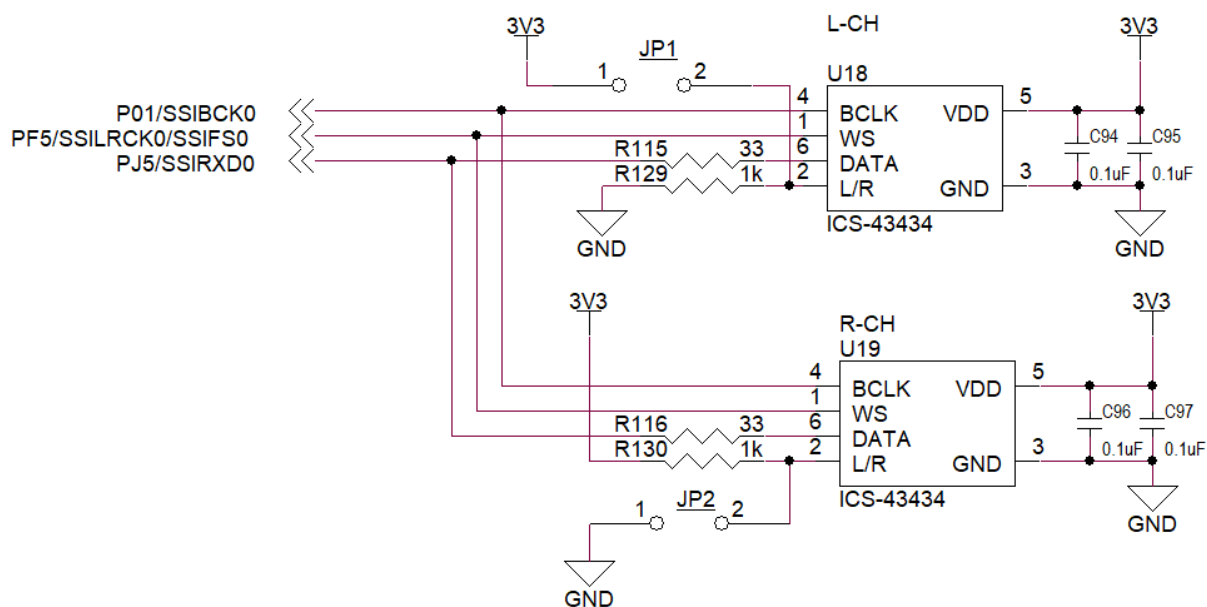 L-CH
3V3
JP1
3V3
1
2
U18
P01/SSIBCK0
4
BCLK
VDD
5
PF5/SSILRCK0/SSIFS0
1
WS
C94
C95
PJ5/SSIRXD0
R115
33
6
DATA
0.1uF
0.1uF
R129
1k
2
L/R
GND
3
ICS-43434
GND
GND
3V3
3V3
R-CH
U19
4
BCLK
VDD
5
1
WS
C96
C97
R116
33
6
DATA
R130
1k
2
L/R
GND
3
0.1uF
0.1uF
ICS-43434
1
JP2
2
GND
GND